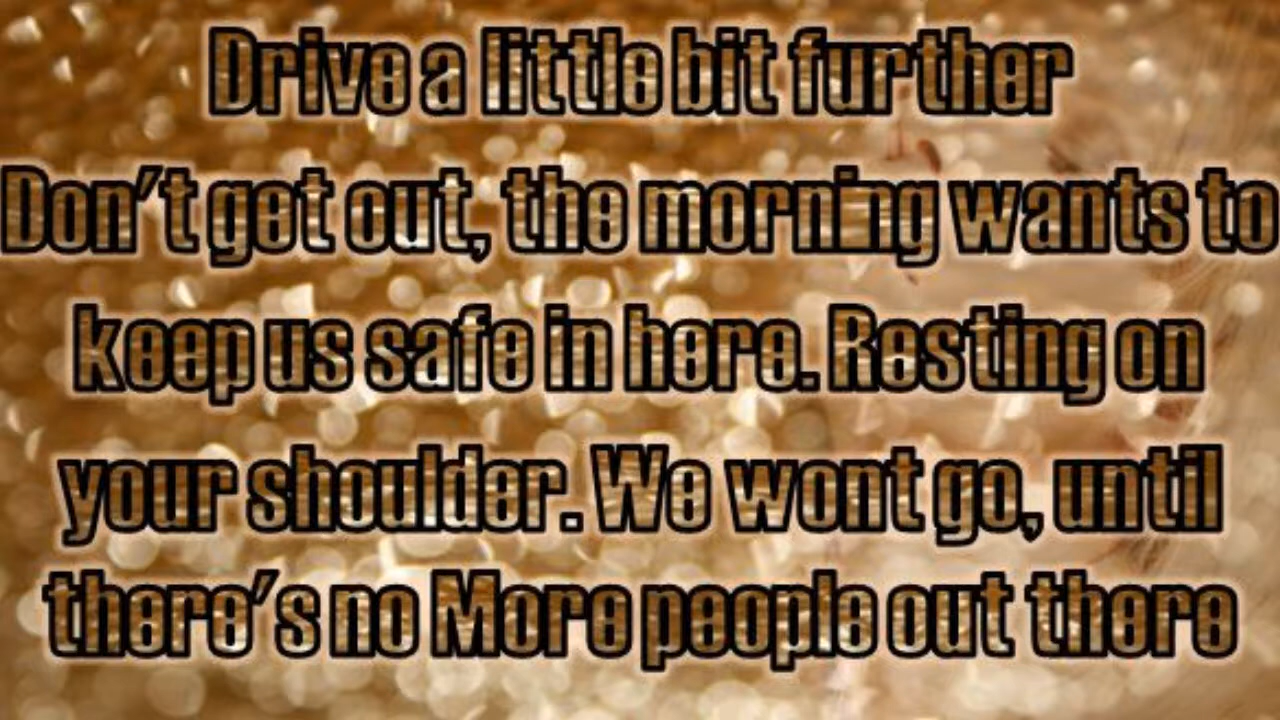 Drive a little bit further
Don't get out, the morning wants to
keep us safe in here. Resting on
your shoulder. We wont go, until
there's no More people out there